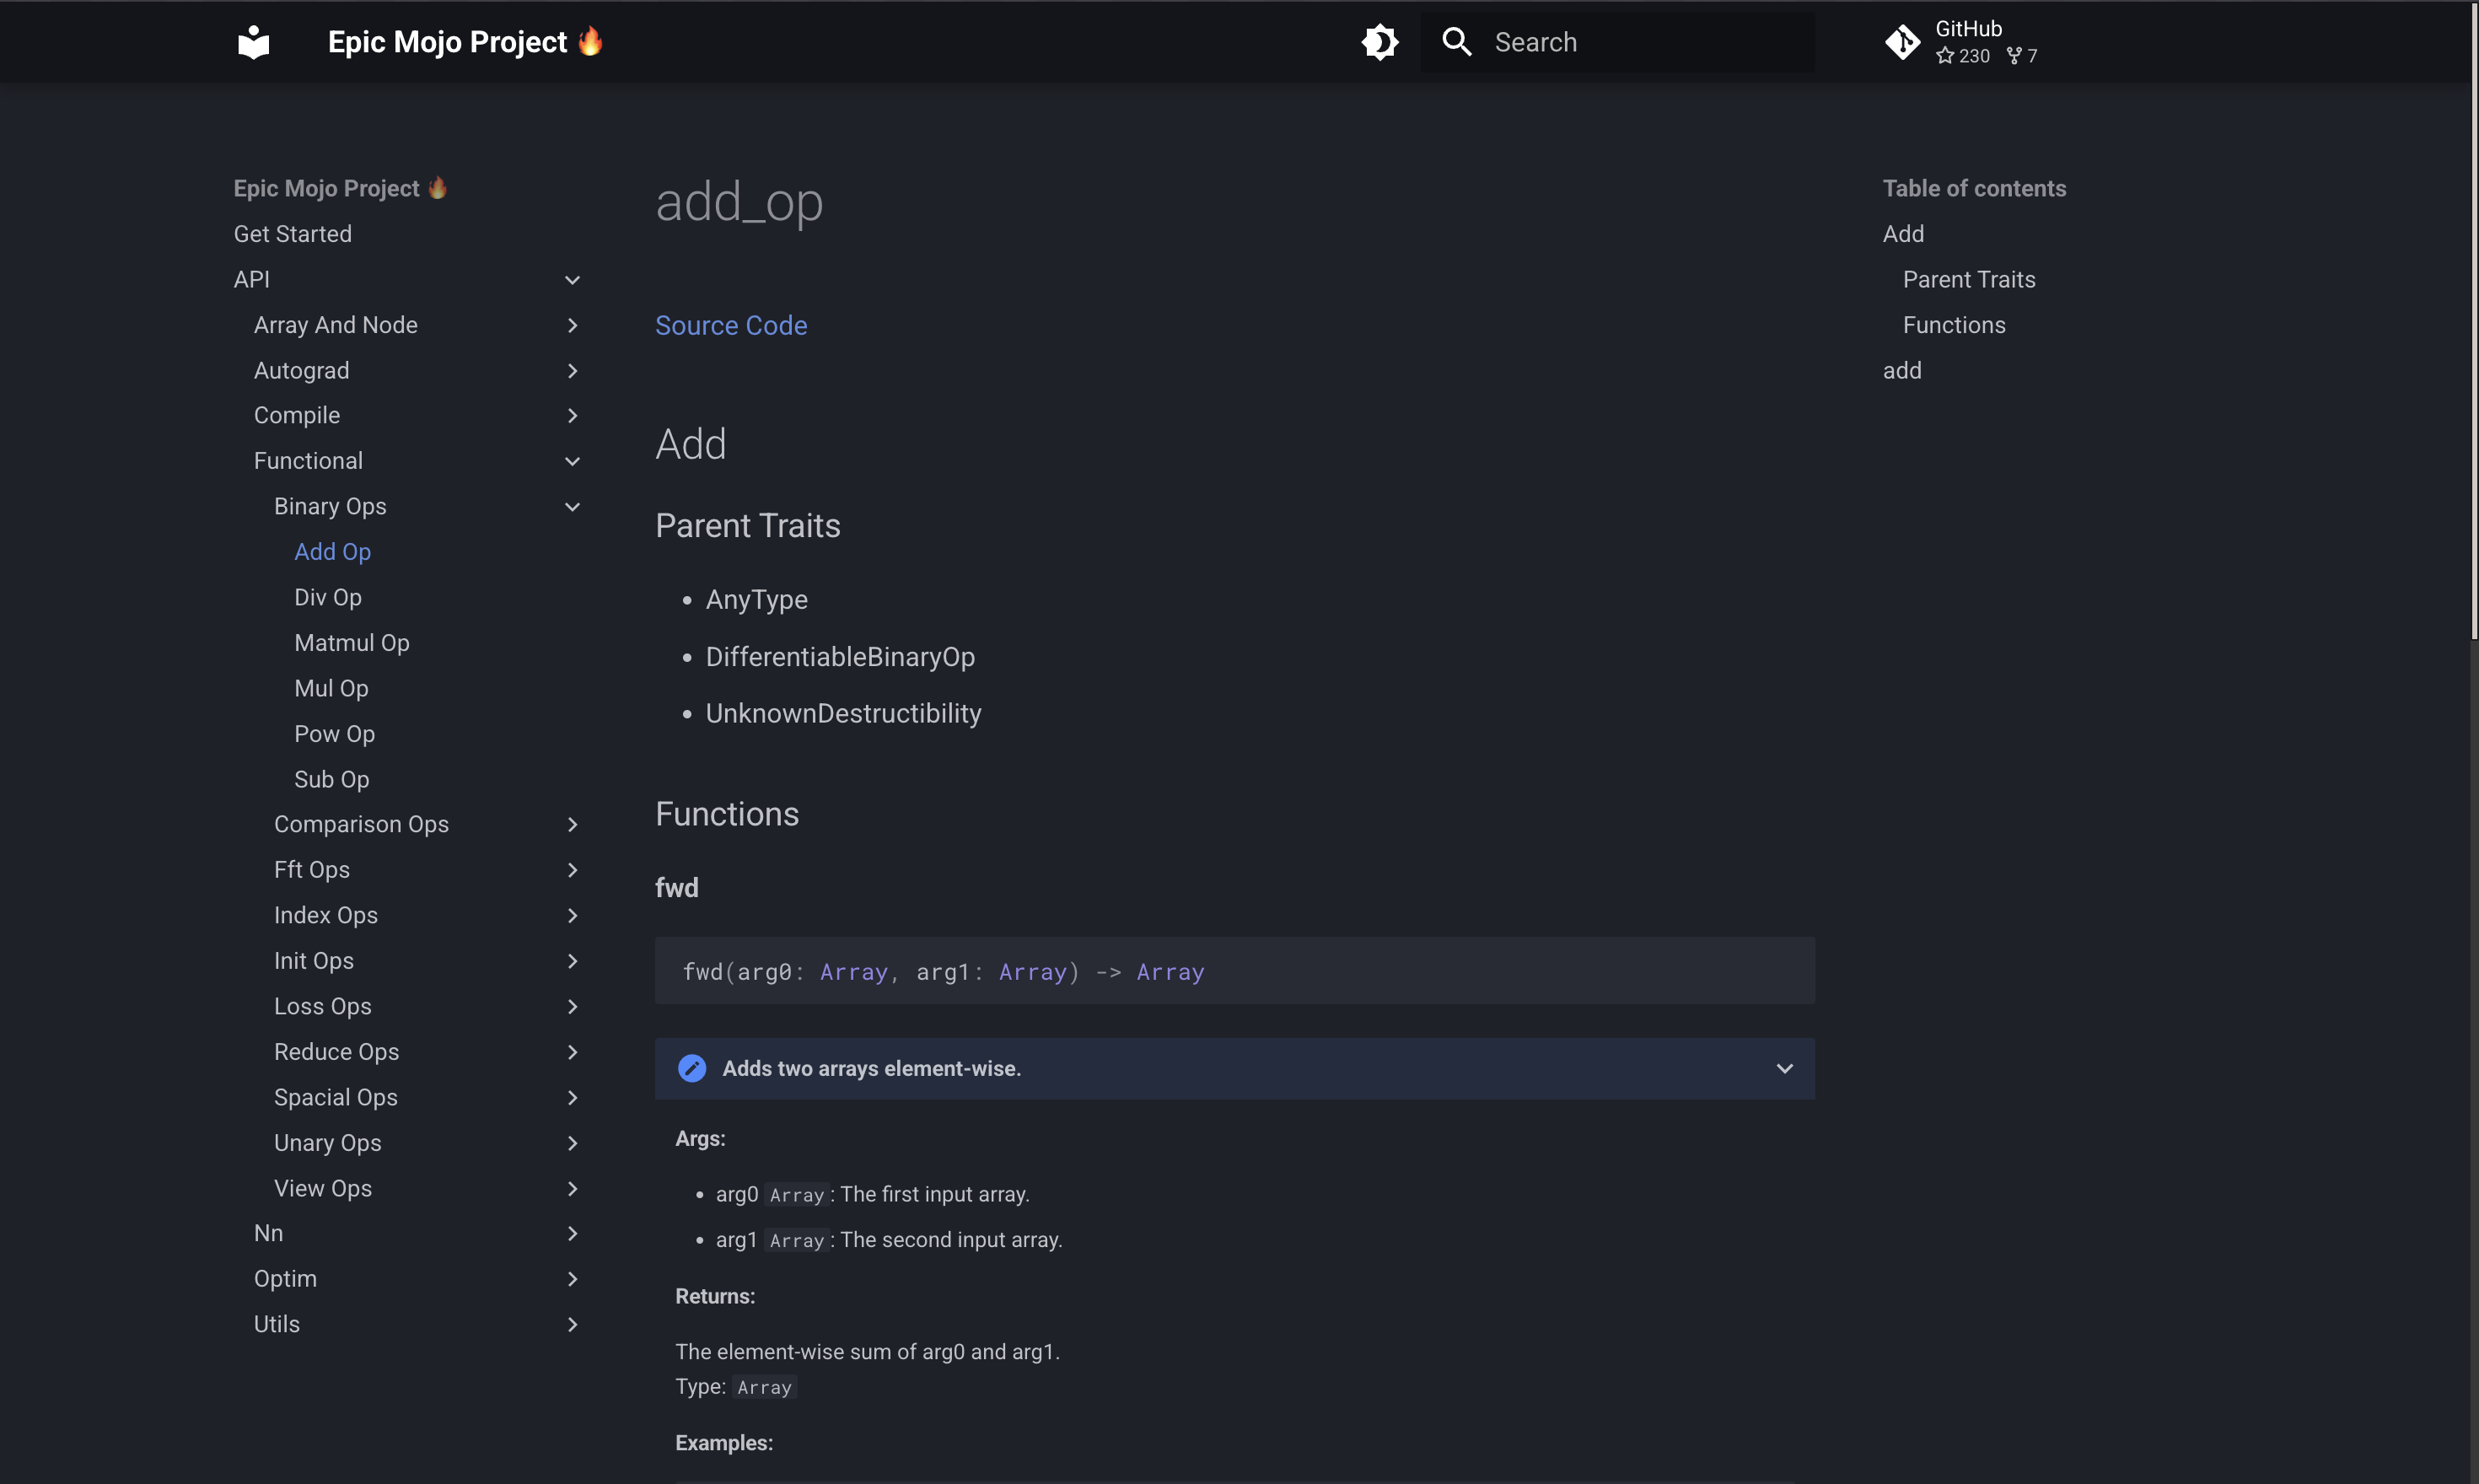 Epic Mojo Project 🔥
Search
GitHub
230 7
Epic Mojo Project 🔥
Get Started
API
Array And Node
Autograd
Compile
Functional
Binary Ops
Add Op
Div Op
Matmul Op
Mul Op
Pow Op
Sub Op
Comparison Ops
Fft Ops
Index Ops
Init Ops
Loss Ops
Reduce Ops
Spacial Ops
Unary Ops
View Ops
Nn
Optim
Utils
add_op
Source Code
Add
Parent Traits
• AnyType
• DifferentiableBinaryOp
• UnknownDestructibility
Functions
fwd
fwd(arg0: Array, arg1: Array) -> Array
Adds two arrays element-wise.
Args:
• arg0 Array: The first input array.
• arg1 Array: The second input array.
Returns:
The element-wise sum of arg0 and arg1.
Type: Array
Examples:
Table of contents
Add
Parent Traits
Functions
add